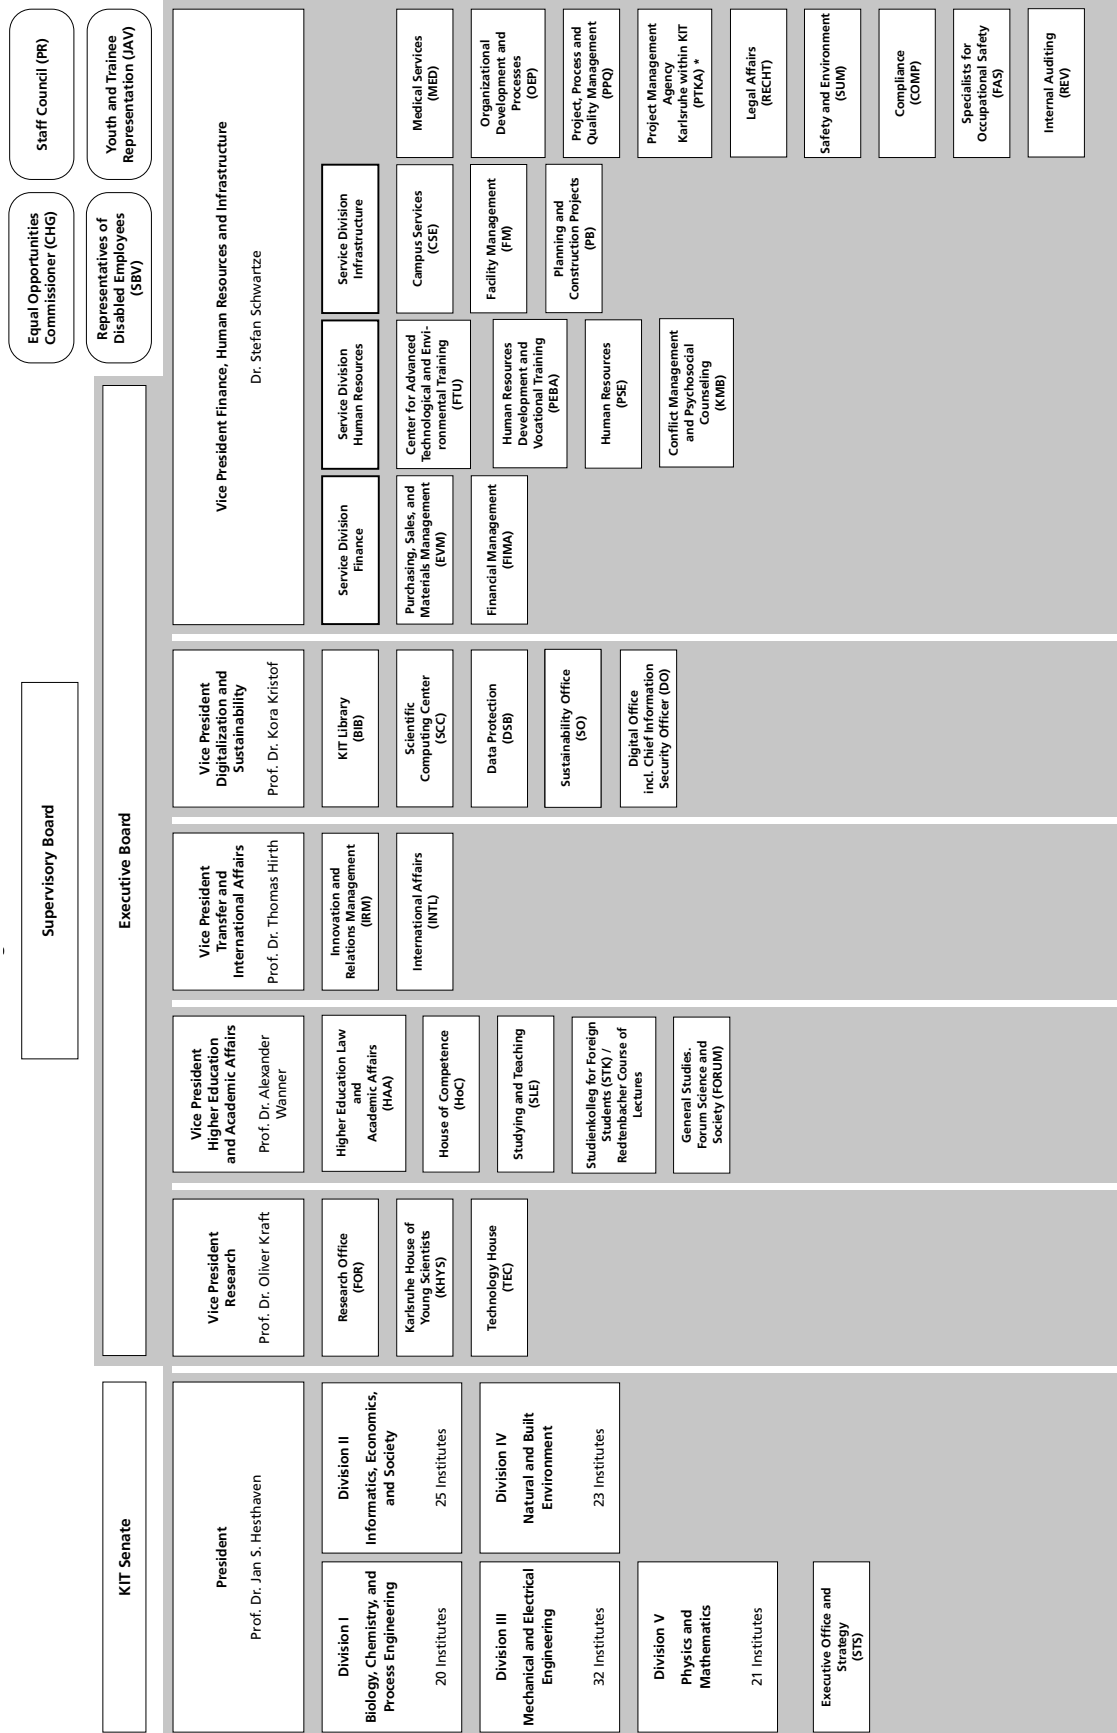 Supervisory Board
Equal Opportunities
Commissioner (CHG)
Staff Council (PR)
Representatives of
Disabled Employees
(SBV)
Youth and Trainee
Representation (JAV)
KIT Senate
Executive Board
President
Prof. Dr. Jan S. Hesthaven
Division I
Biology, Chemistry, and
Process Engineering
20 Institutes
Division II
Informatics, Economics,
and Society
25 Institutes
Division III
Mechanical and Electrical
Engineering
32 Institutes
Division IV
Natural and Built
Environment
23 Institutes
Division V
Physics and
Mathematics
21 Institutes
Executive Office and
Strategy
(STS)
Vice President
Research
Prof. Dr. Oliver Kraft
Research Office
(FOR)
Karlsruhe House of
Young Scientists
(KHYS)
Technology House
(TEC)
Vice President
Higher Education
and Academic Affairs
Prof. Dr. Alexander
Wanner
Higher Education Law
and
Academic Affairs
(HAA)
House of Competence
(HoC)
Studying and Teaching
(SLE)
Studienkolleg for Foreign
Students (STK) /
Redtenbacher Course of
Lectures
General Studies.
Forum Science and
Society (FORUM)
Vice President
Transfer and
International Affairs
Prof. Dr. Thomas Hirth
Innovation and
Relations Management
(IRM)
International Affairs
(INTL)
Vice President
Digitalization and
Sustainability
Prof. Dr. Kora Kristof
KIT Library
(BIB)
Scientific
Computing Center
(SCC)
Data Protection
(DSB)
Sustainability Office
(SO)
Digital Office
incl. Chief Information
Security Officer (DO)
Vice President Finance, Human Resources and Infrastructure
Dr. Stefan Schwartze
Service Division
Finance
Purchasing, Sales, and
Materials Management
(EVM)
Financial Management
(FIMA)
Service Division
Human Resources
Center for Advanced
Technological and Envi-
ronmental Training
(FTU)
Human Resources
Development and
Vocational Training
(PEBA)
Human Resources
(PSE)
Conflict Management
and Psychosocial
Counseling
(KMB)
Service Division
Infrastructure
Campus Services
(CSE)
Facility Management
(FM)
Planning and
Construction Projects
(PB)
Medical Services
(MED)
Organizational
Development and
Processes
(OEP)
Project, Process and
Quality Management
(PPQ)
Project Management
Agency
Karlsruhe within KIT
(PTKA) *
Legal Affairs
(RECHT)
Safety and Environment
(SUM)
Compliance
(COMP)
Specialists for
Occupational Safety
(FAS)
Internal Auditing
(REV)